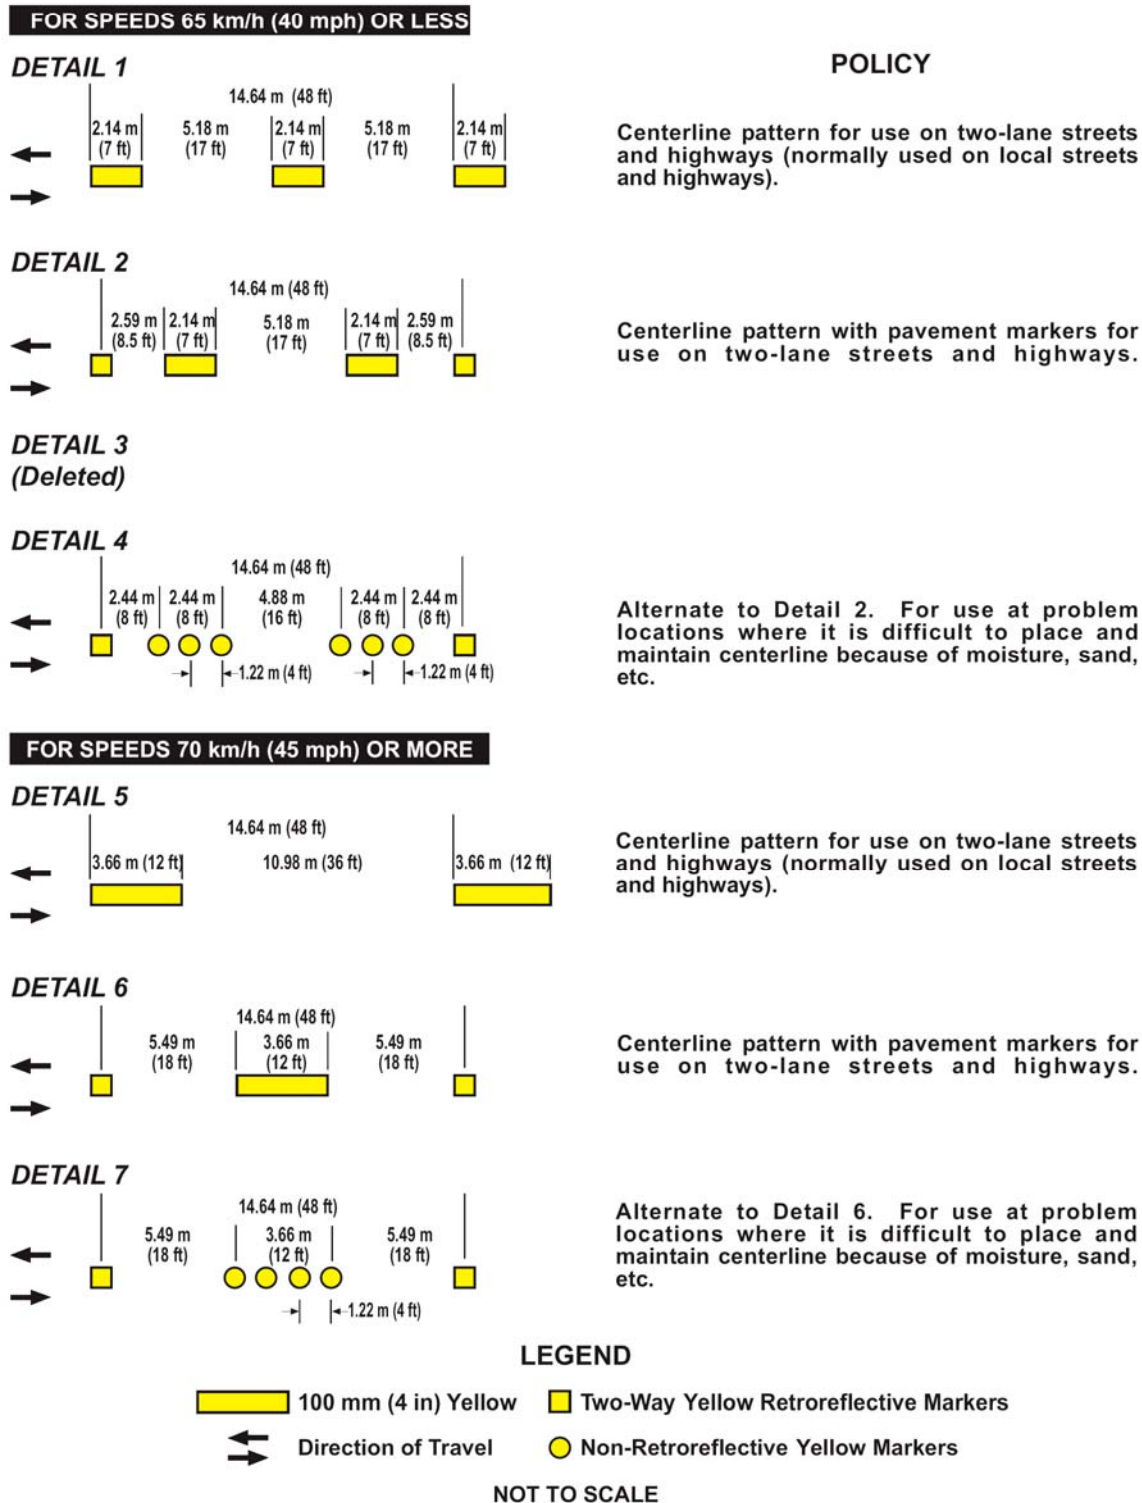 FOR SPEEDS 65 km/h (40 mph) OR LESS
POLICY
DETAIL 1
14.64 m (48 ft)
2.14 m 5.18 m 2.14 m 5.18 m 2.14 m
(7 ft) (17 ft) (7 ft) (17 ft) (7 ft)
Centerline pattern for use on two-lane streets
and highways (normally used on local streets
and highways).
DETAIL 2
14.64 m (48 ft)
2.59 m 2.14 m 5.18 m 2.14 m 2.59 m
(8.5 ft) (7 ft) (17 ft) (7 ft) (8.5 ft)
Centerline pattern with pavement markers for
use on two-lane streets and highways.
DETAIL 3
(Deleted)
DETAIL 4
14.64 m (48 ft)
2.44 m 2.44 m 4.88 m 2.44 m 2.44 m
(8 ft) (8 ft) (16 ft) (8 ft) (8 ft)
1.22 m (4 ft) 1.22 m (4 ft)
Alternate to Detail 2. For use at problem
locations where it is difficult to place and
maintain centerline because of moisture, sand,
etc.
FOR SPEEDS 70 km/h (45 mph) OR MORE
DETAIL 5
14.64 m (48 ft)
3.66 m (12 ft) 10.98 m (36 ft) 3.66 m (12 ft)
Centerline pattern for use on two-lane streets
and highways (normally used on local streets
and highways).
DETAIL 6
14.64 m (48 ft)
5.49 m 3.66 m 5.49 m
(18 ft) (12 ft) (18 ft)
Centerline pattern with pavement markers for
use on two-lane streets and highways.
DETAIL 7
14.64 m (48 ft)
5.49 m 3.66 m 5.49 m
(18 ft) (12 ft) (18 ft)
1.22 m (4 ft)
Alternate to Detail 6. For use at problem
locations where it is difficult to place and
maintain centerline because of moisture, sand,
etc.
LEGEND
100 mm (4 in) Yellow Two-Way Yellow Retroreflective Markers
Direction of Travel Non-Retroreflective Yellow Markers
NOT TO SCALE